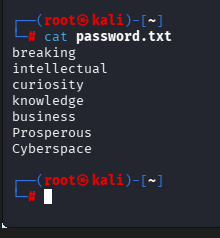 ┌──(root㉿kali)-[~]
└─# cat password.txt
breaking
intellectual
curiosity
knowledge
business
Prosperous
Cyberspace
┌──(root㉿kali)-[~]
└─#